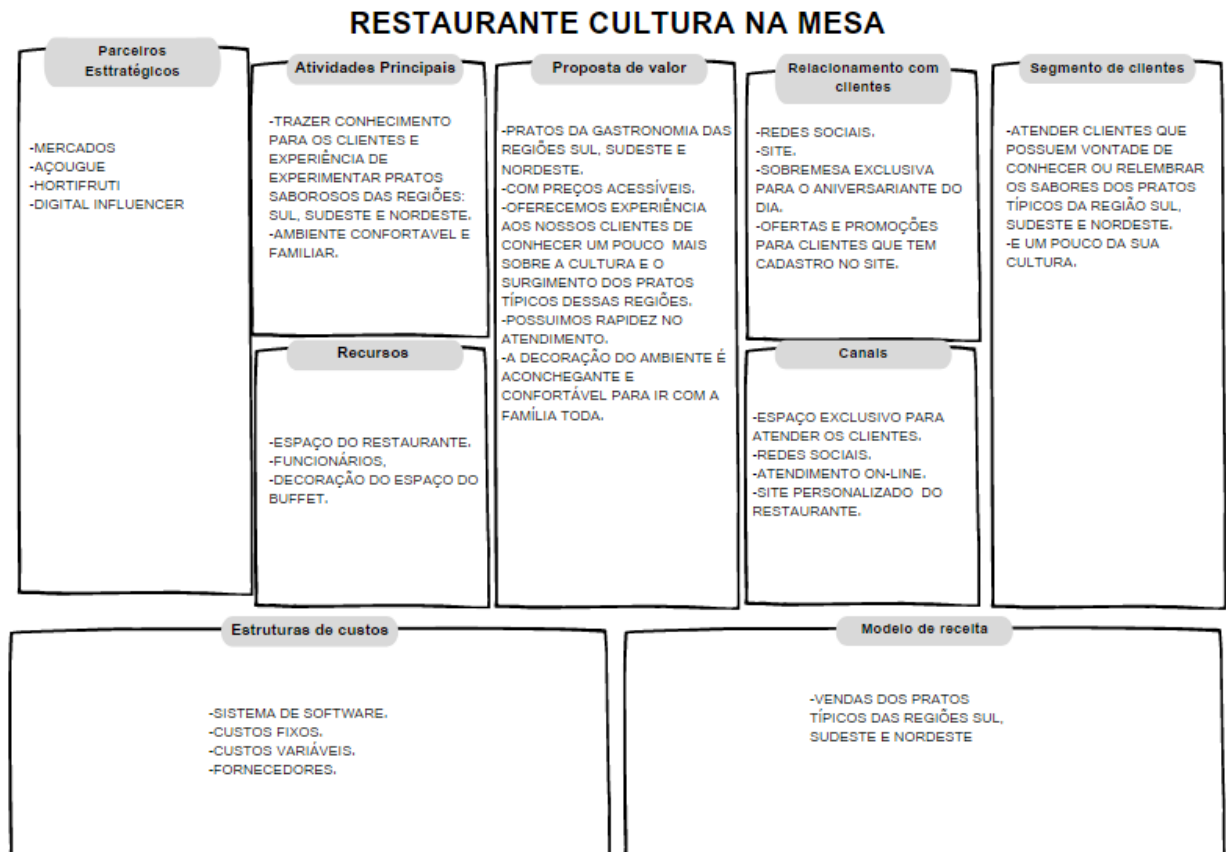 RESTAURANTE CULTURA NA MESA
Parceiros
Esttratégicos
-MERCADOS
-AÇOUGUE
-HORTIFRUTI
-DIGITAL INFLUENCER
Atividades Principais
-TRAZER CONHECIMENTO
PARA OS CLIENTES E
EXPERIÊNCIA DE
EXPERIMENTAR PRATOS
SABOROSOS DAS REGIÕES:
SUL, SUDESTE E NORDESTE.
-AMBIENTE CONFORTAVEL E
FAMILIAR.
Recursos
-ESPAÇO DO RESTAURANTE.
-FUNCIONÁRIOS,
-DECORAÇÃO DO ESPAÇO DO
BUFFET.
Proposta de valor
-PRATOS DA GASTRONOMIA DAS
REGIÕES SUL, SUDESTE E
NORDESTE.
-COM PREÇOS ACESSÍVEIS.
-OFERECEMOS EXPERIÊNCIA
AOS NOSSOS CLIENTES DE
CONHECER UM POUCO MAIS
SOBRE A CULTURA E O
SURGIMENTO DOS PRATOS
TÍPICOS DESSAS REGIÕES.
-POSSUIMOS RAPIDEZ NO
ATENDIMENTO.
-A DECORAÇÃO DO AMBIENTE É
ACONCHEGANTE E
CONFORTÁVEL PARA IR COM A
FAMÍLIA TODA.
Relacionamento com
clientes
-REDES SOCIAIS.
-SITE.
-SOBREMESA EXCLUSIVA
PARA O ANIVERSARIANTE DO
DIA.
-OFERTAS E PROMOÇÕES
PARA CLIENTES QUE TEM
CADASTRO NO SITE.
Canais
-ESPAÇO EXCLUSIVO PARA
ATENDER OS CLIENTES.
-REDES SOCIAIS.
-ATENDIMENTO ON-LINE.
-SITE PERSONALIZADO DO
RESTAURANTE.
Segmento de clientes
-ATENDER CLIENTES QUE
POSSUEM VONTADE DE
CONHECER OU RELEMBRAR
OS SABORES DOS PRATOS
TÍPICOS DA REGIÃO SUL,
SUDESTE E NORDESTE.
-E UM POUCO DA SUA
CULTURA.
Estruturas de custos
-SISTEMA DE SOFTWARE.
-CUSTOS FIXOS.
-CUSTOS VARIÁVEIS.
-FORNECEDORES.
Modelo de receita
-VENDAS DOS PRATOS
TÍPICOS DAS REGIÕES SUL,
SUDESTE E NORDESTE